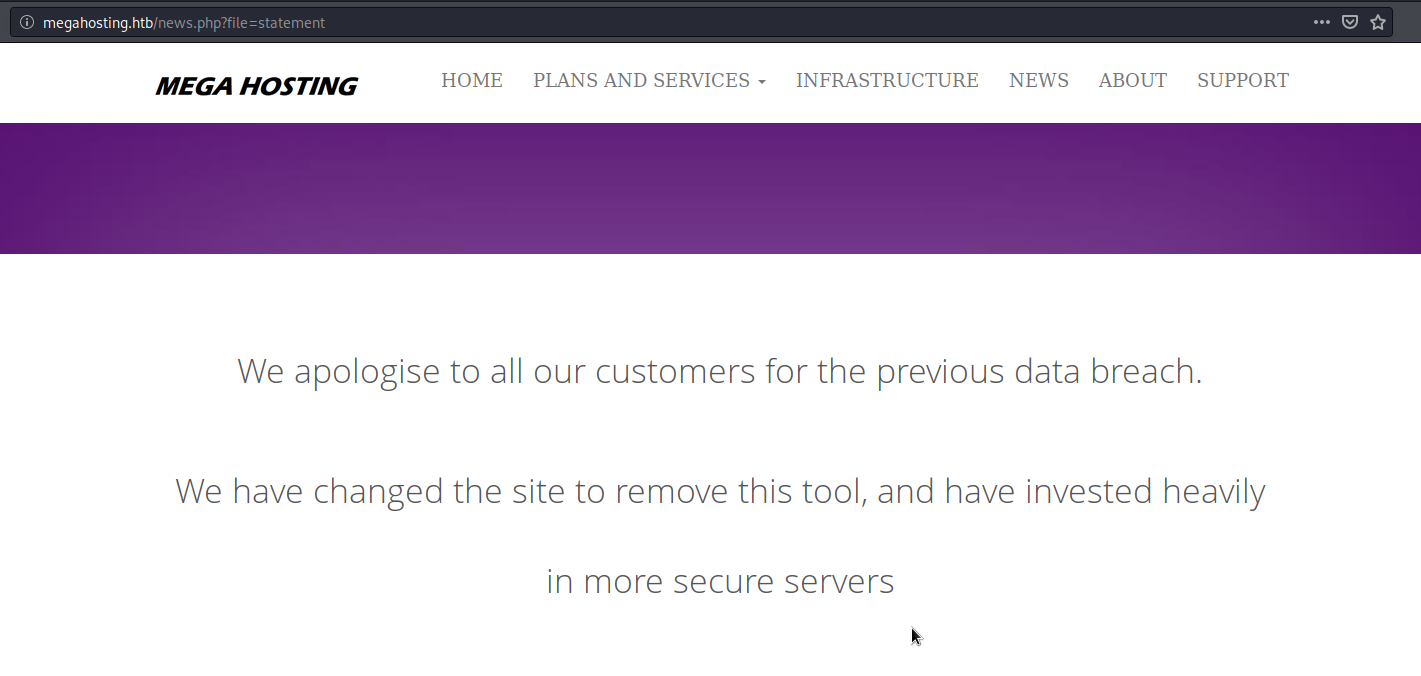 megahosting.htb/news.php?file=statement
MEGA HOSTING
HOME PLANS AND SERVICES INFRASTRUCTURE NEWS ABOUT SUPPORT
We apologise to all our customers for the previous data breach.
We have changed the site to remove this tool, and have invested heavily
in more secure servers